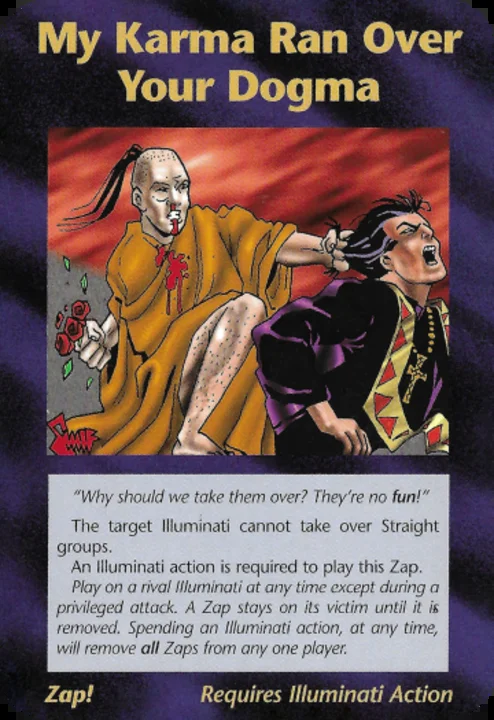 My Karma Ran Over
Your Dogma
"Why should we take them over? They're no fun!"
The target Illuminati cannot take over Straight
groups.
An Illuminati action is required to play this Zap.
Play on a rival Illuminati at any time except during a
privileged attack. A Zap stays on its victim until it is
removed. Spending an Illuminati action, at any time,
will remove all Zaps from any one player.
Zap!
Requires Illuminati Action